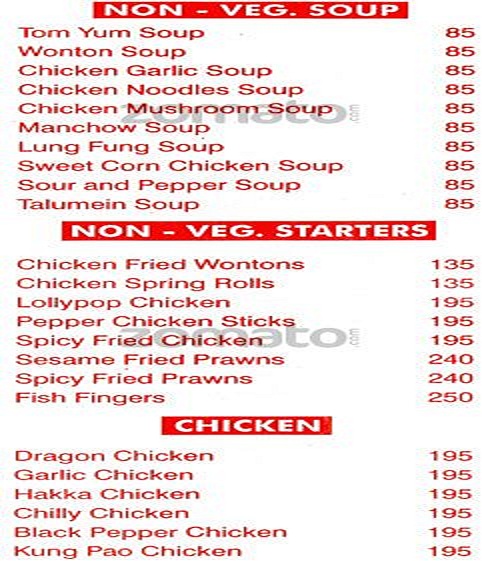 NON - VEG. SOUP
Tom Yum Soup 85
Wonton Soup 85
Chicken Garlic Soup 85
Chicken Noodles Soup 85
Chicken Mushroom Soup 85
zomato.com
Manchow Soup 85
Lung Fung Soup 85
Sweet Corn Chicken Soup 85
Sour and Pepper Soup 85
Talumein Soup 85
NON - VEG. STARTERS
Chicken Fried Wontons 135
Chicken Spring Rolls 135
Lollypop Chicken 195
Pepper Chicken Sticks 195
Spicy Fried Chicken 195
zomato.com
Sesame Fried Prawns 240
Spicy Fried Prawns 240
Fish Fingers 250
CHICKEN
Dragon Chicken 195
Garlic Chicken 195
Hakka Chicken 195
Chilly Chicken 195
Black Pepper Chicken 195
Kung Pao Chicken 195